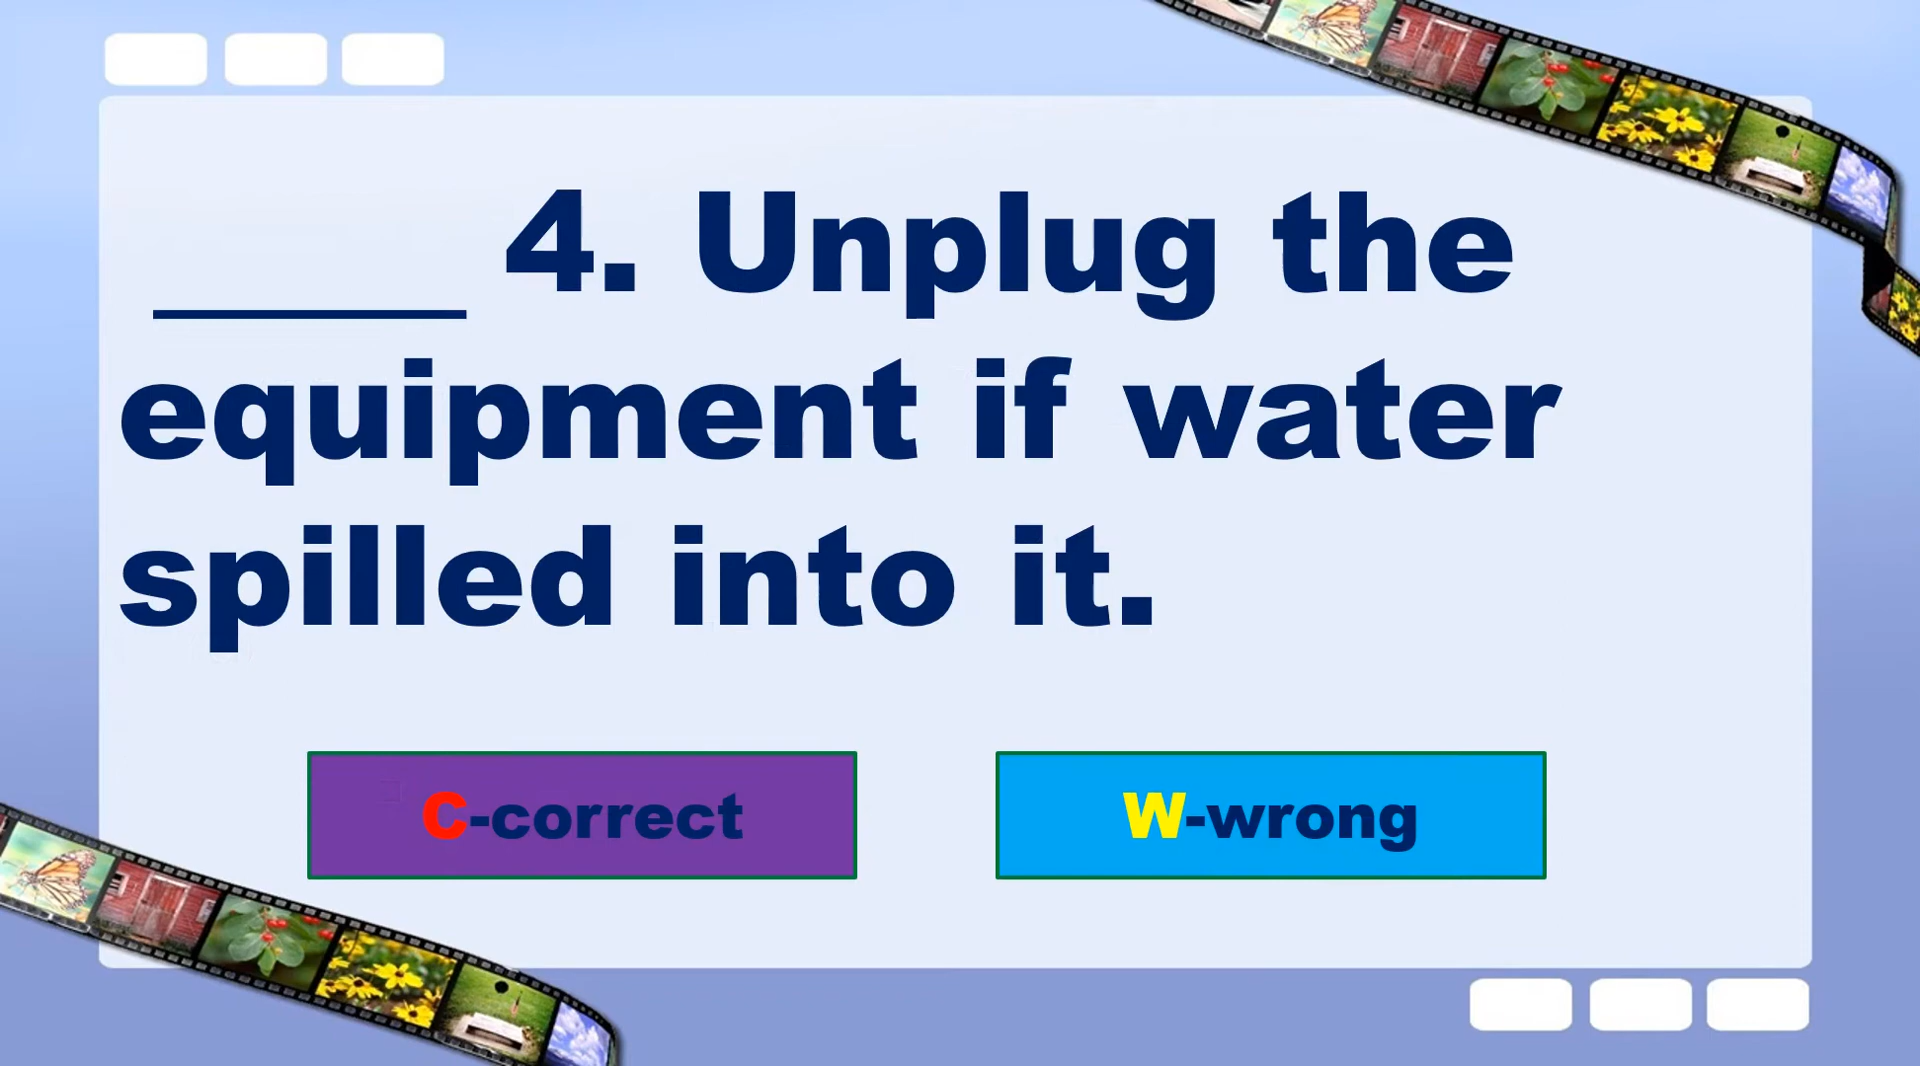 _____ 4. Unplug the
equipment if water
spilled into it.
C-correct
W-wrong